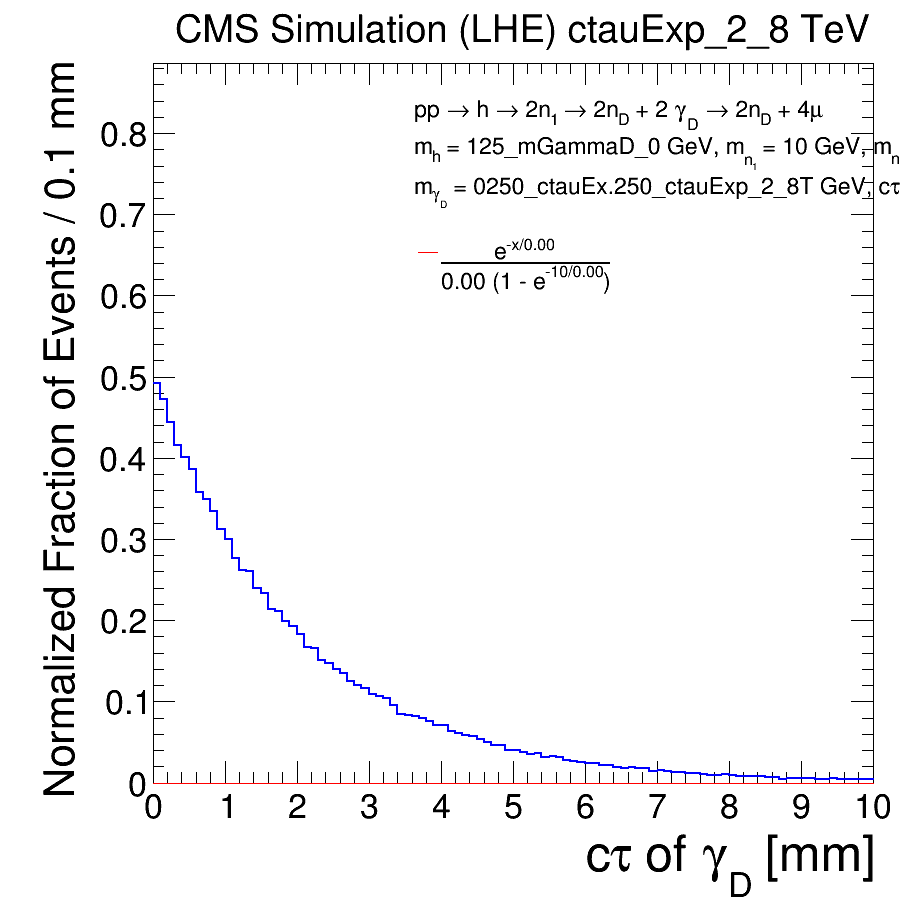 CMS Simulation (LHE) ctauExp_2_8 TeV
Normalized Fraction of Events / 0.1 mm
pp → h → 2n1 → 2nD + 2 γD → 2nD + 4μ
mh = 125_mGammaD_0 GeV, mn1 = 10 GeV, mn
mγD = 0250_ctauEx.250_ctauExp_2_8T GeV, cτ
e-x/0.00
0.00 (1 - e-10/0.00)
0.8
0.7
0.6
0.5
0.4
0.3
0.2
0.1
0
0 1 2 3 4 5 6 7 8 9 10
cτ of γD [mm]